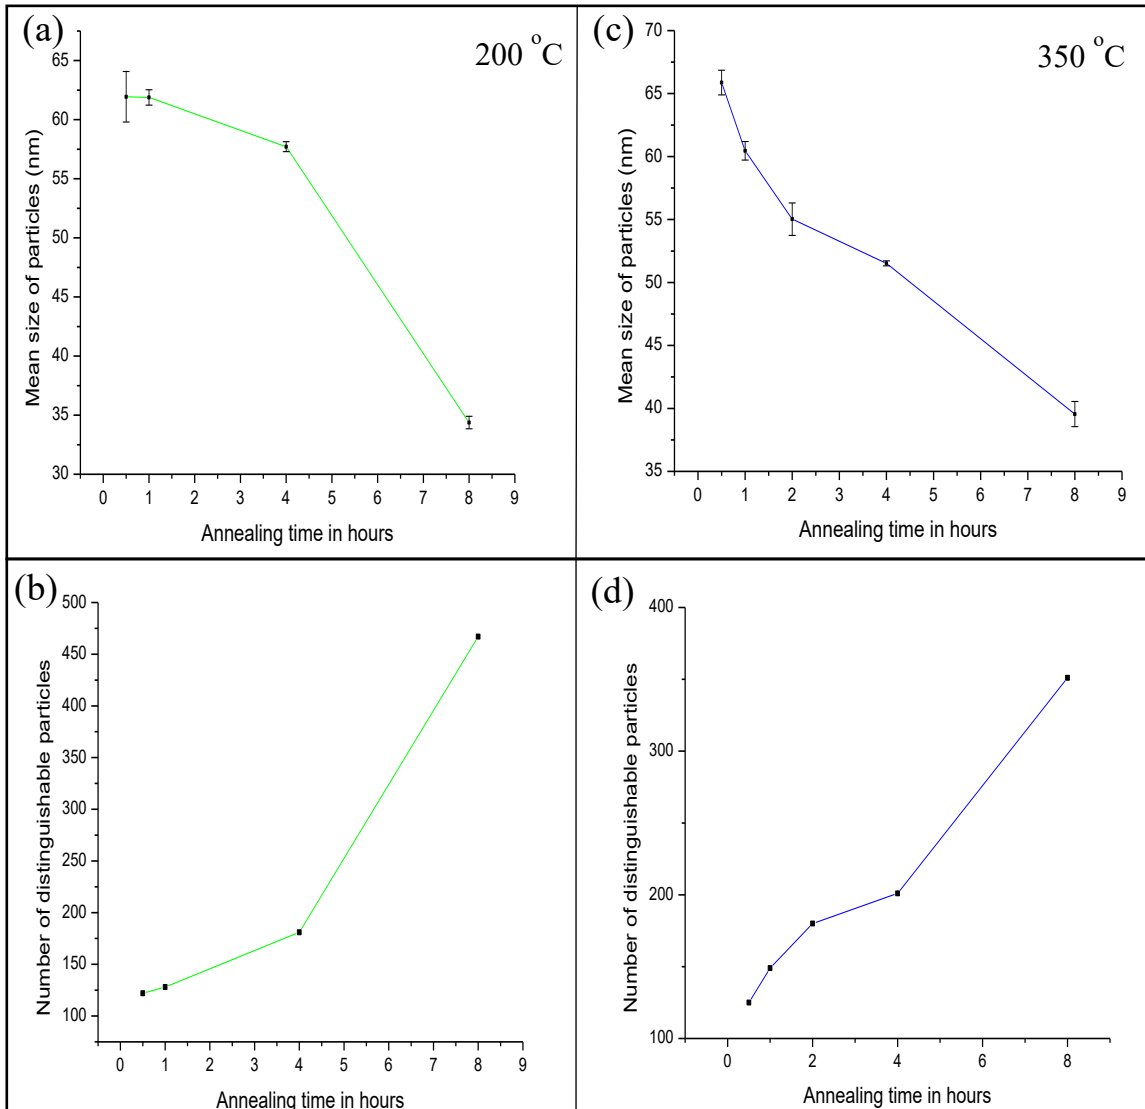 (a)
200 °C
65
60
55
50
45
40
35
30
Mean size of particles (nm)
0 1 2 3 4 5 6 7 8 9
Annealing time in hours
(c)
350 °C
70
65
60
55
50
45
40
35
Mean size of particles (nm)
0 1 2 3 4 5 6 7 8 9
Annealing time in hours
(b)
500
450
400
350
300
250
200
150
100
Number of distinguishable particles
0 1 2 3 4 5 6 7 8 9
Annealing time in hours
(d)
400
300
200
100
Number of distinguishable particles
0 2 4 6 8
Annealing time in hours